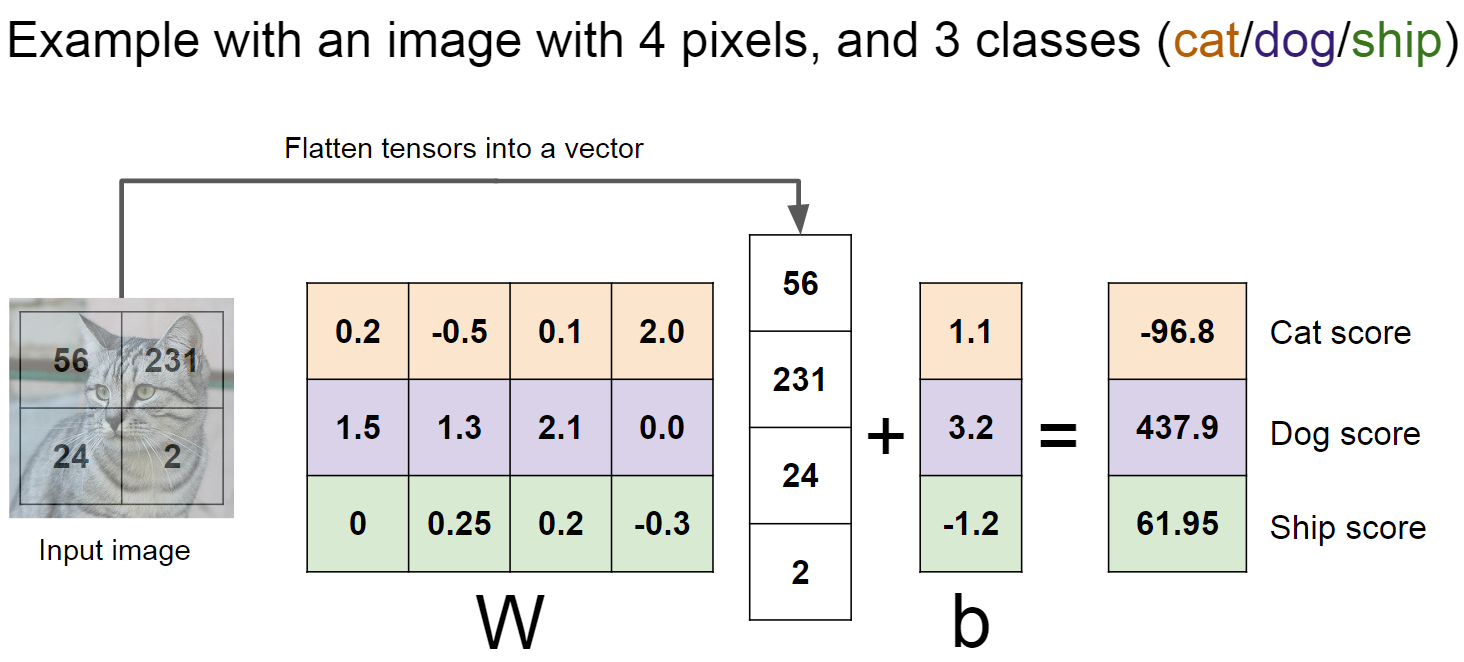 Example with an image with 4 pixels, and 3 classes (cat/dog/ship)
Flatten tensors into a vector
56 231
24 2
Input image
0.2 -0.5 0.1 2.0
1.5 1.3 2.1 0.0
0 0.25 0.2 -0.3
W
56
231
24
2
+
1.1
3.2
-1.2
b
=
-96.8 Cat score
437.9 Dog score
61.95 Ship score